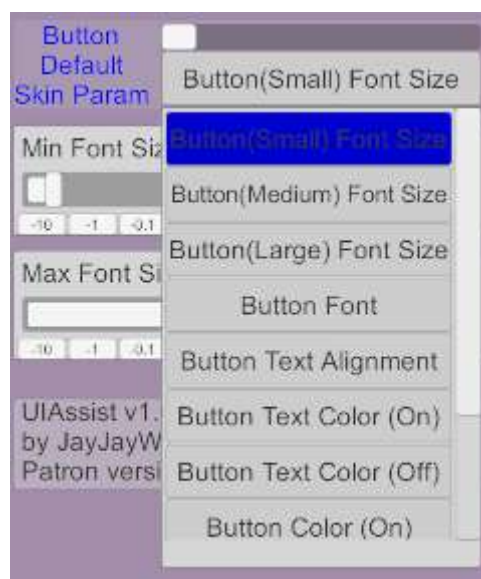 Button
Default
Skin Param
Button(Small) Font Size
Button(Small) Font Size
Button(Medium) Font Size
Button(Large) Font Size
Button Font
Button Text Alignment
Button Text Color (On)
Button Text Color (Off)
Button Color (On)
Min Font Siz
-10 -1 -0.1
Max Font Si
-10 -1 -0.1
UIAssist v1.
by JayJayW
Patron versi